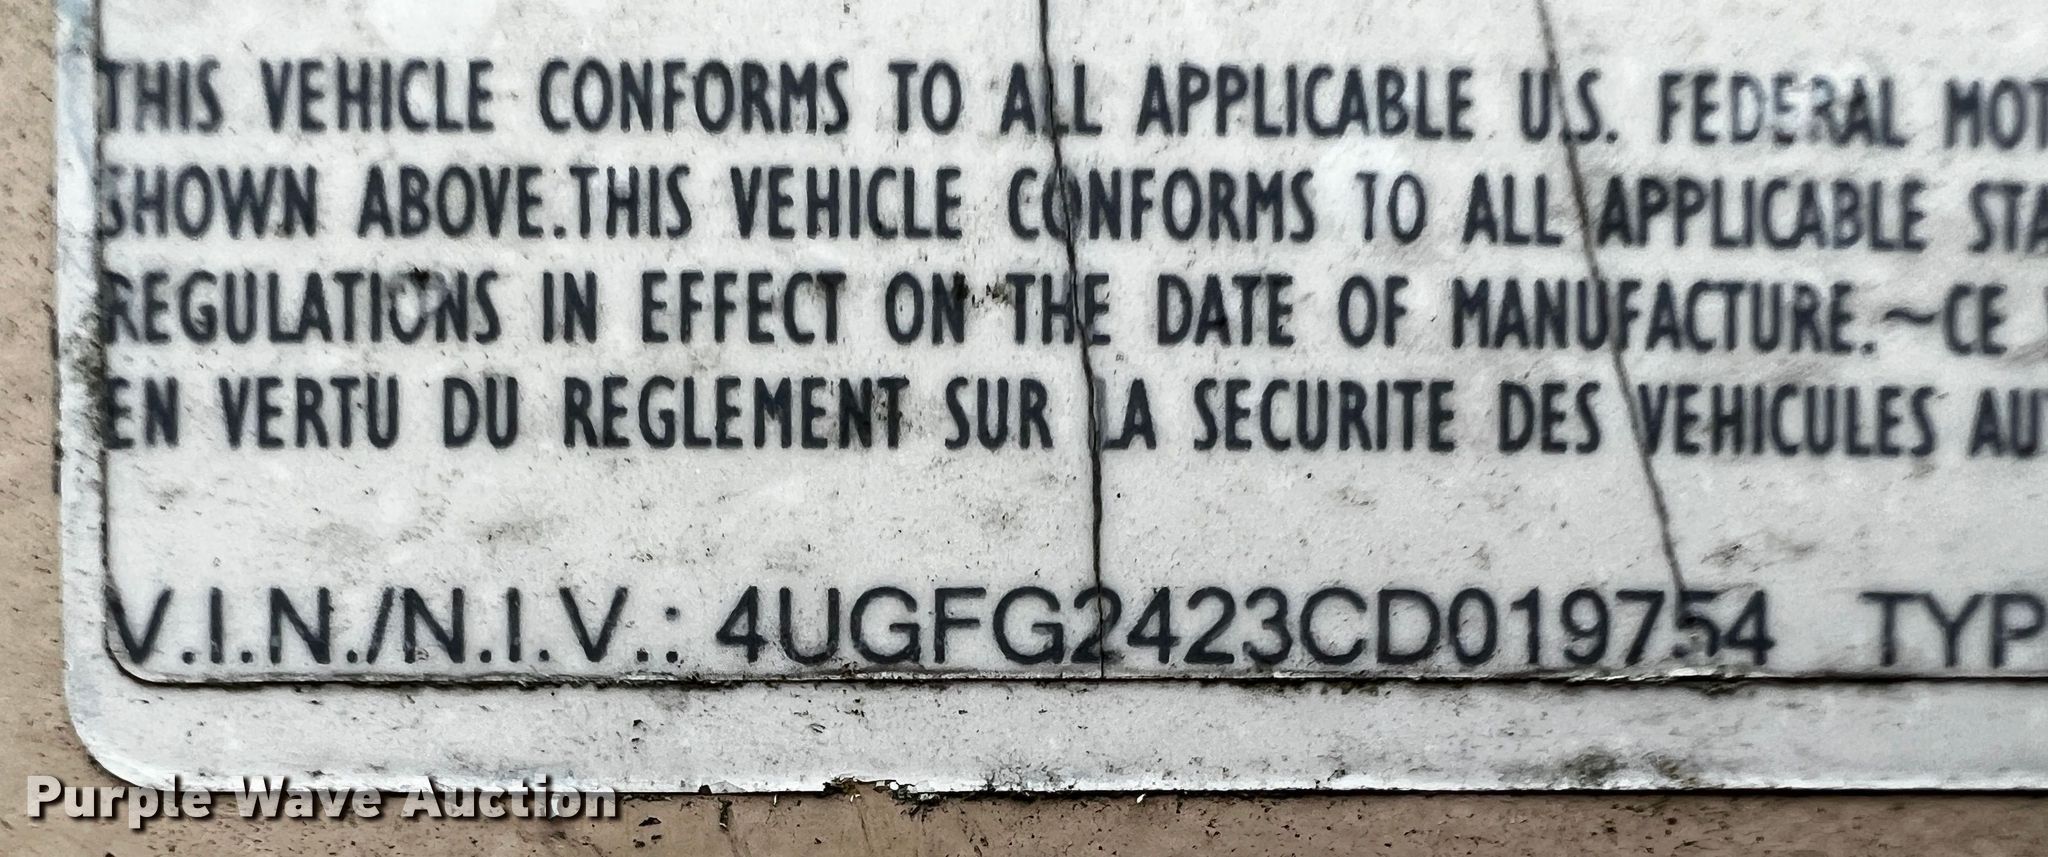 THIS VEHICLE CONFORMS TO ALL APPLICABLE U.S. FEDERAL MOT
SHOWN ABOVE.THIS VEHICLE CONFORMS TO ALL APPLICABLE STA
REGULATIONS IN EFFECT ON THE DATE OF MANUFACTURE.~CE
EN VERTU DU REGLEMENT SUR LA SECURITE DES VEHICULES AU
V.I.N./N.I.V.: 4UGFG2423CD019754 TYP
Purple Wave Auction